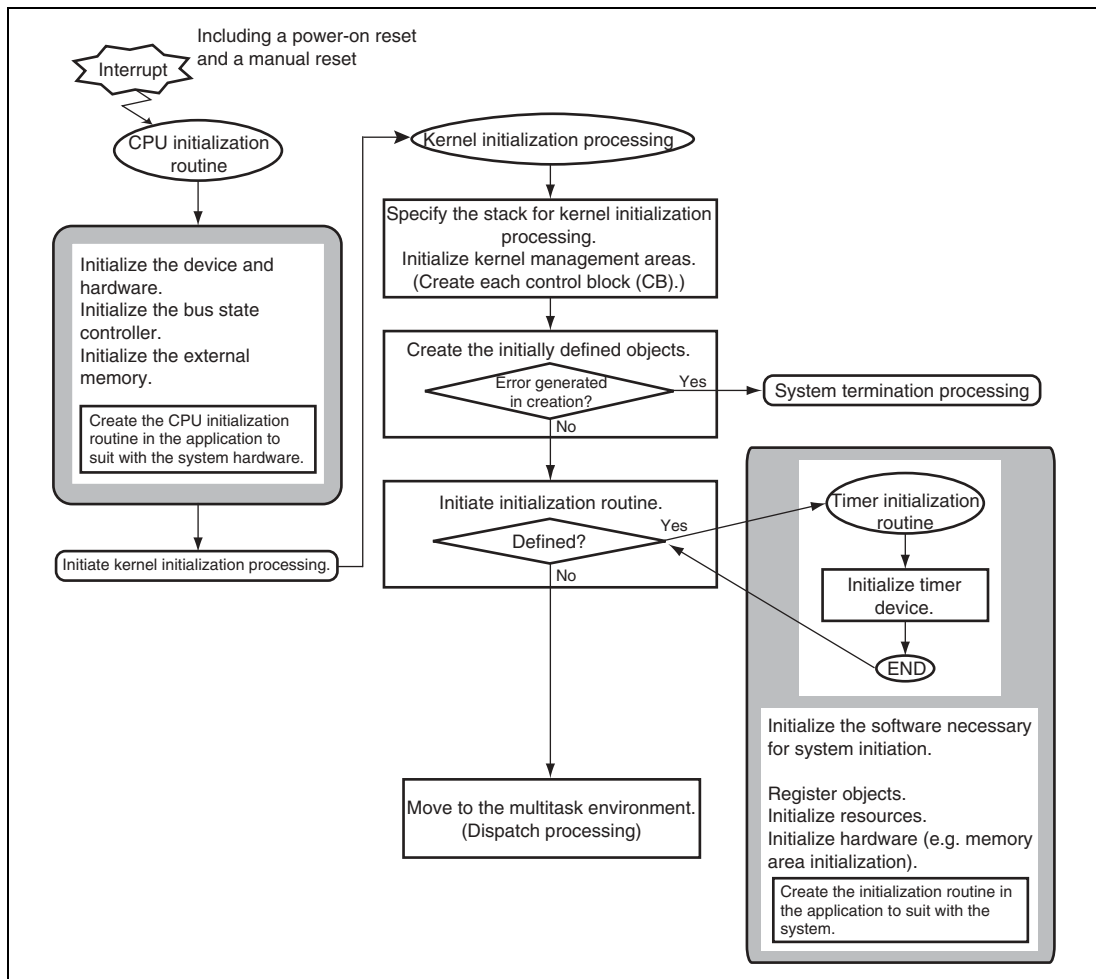 Including a power-on reset
and a manual reset
Interrupt
CPU initialization
routine
Initialize the device and
hardware.
Initialize the bus state
controller.
Initialize the external
memory.
Create the CPU initialization
routine in the application to
suit with the system hardware.
Initiate kernel initialization processing.
Kernel initialization processing
Specify the stack for kernel initialization
processing.
Initialize kernel management areas.
(Create each control block (CB).)
Create the initially defined objects.
Error generated
in creation?
Yes
No
System termination processing
Initiate initialization routine.
Defined?
Yes
No
Timer initialization
routine
Initialize timer
device.
END
Initialize the software necessary
for system initiation.
Register objects.
Initialize resources.
Initialize hardware (e.g. memory
area initialization).
Create the initialization routine in
the application to suit with the
system.
Move to the multitask environment.
(Dispatch processing)